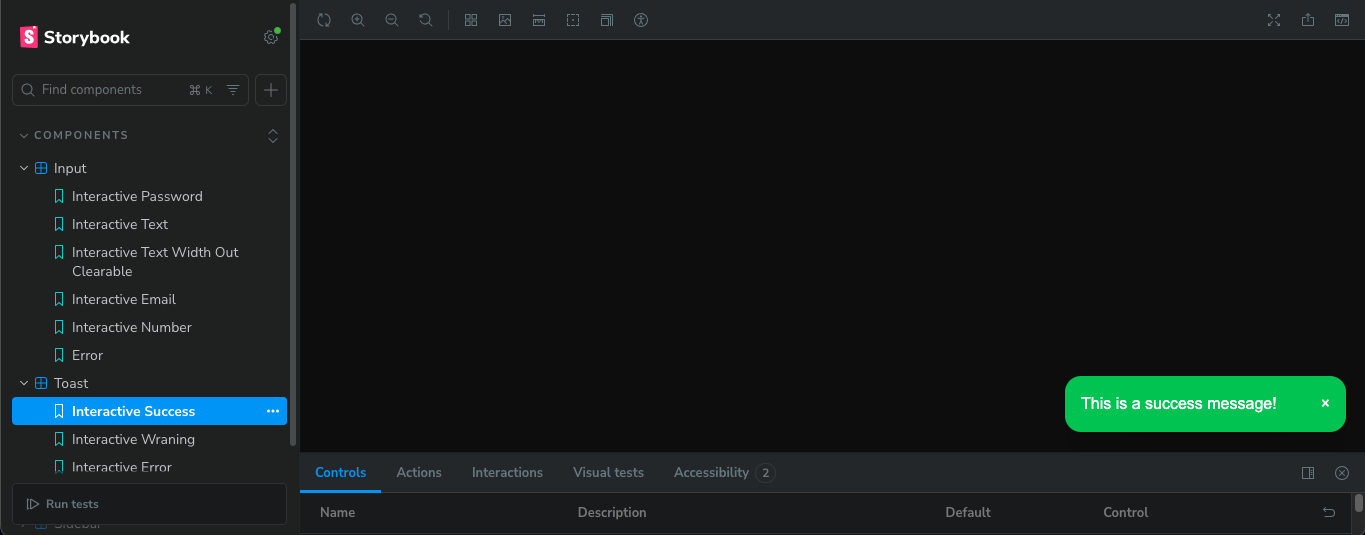 Storybook
Find components
⌘ K
COMPONENTS
Input
Interactive Password
Interactive Text
Interactive Text Width Out
Clearable
Interactive Email
Interactive Number
Error
Toast
Interactive Success
Interactive Wraning
Interactive Error
Run tests
Sidebar
This is a success message!
×
Controls
Actions
Interactions
Visual tests
Accessibility 2
Name
Description
Default
Control